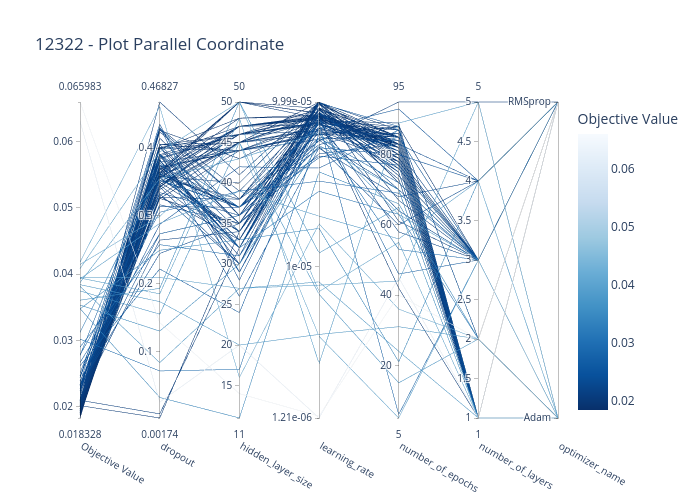 12322 - Plot Parallel Coordinate
0.065983 0.46827 50 9.99e-05 95 5
Objective Value
50 5 RMSprop
0.06 0.4 45 80 4.5 0.06
40 4
0.05 0.3 35 60 3.5 0.05
30 1e-05 3
0.04 0.2 25 40 2.5 0.04
0.03 0.1 20 20 2 0.03
15 1.5
0.02 1 Adam 0.02
0.018328 0.00174 11 1.21e-06 5 1
Objective Value dropout hidden_layer_size learning_rate number_of_epochs number_of_layers optimizer_name